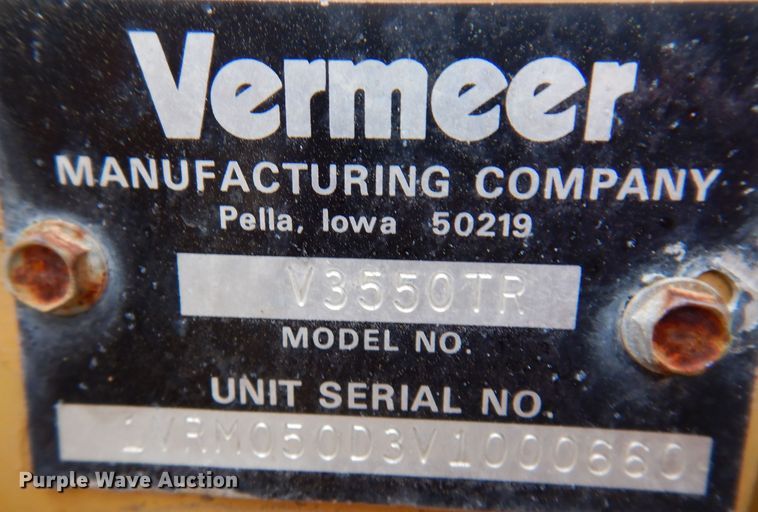 Vermeer
MANUFACTURING COMPANY
Pella, Iowa 50219
V3550TR
MODEL NO.
UNIT SERIAL NO.
1VRM050D3V1000660
Purple Wave Auction